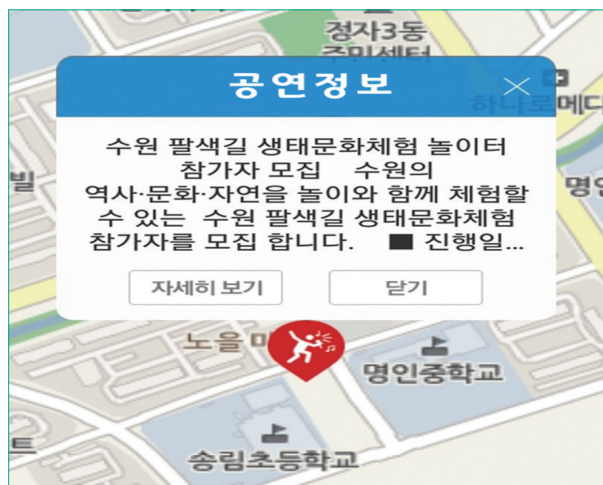 정자3동
주민센터
공연정보
하나로메디
빌
수원 팔색길 생태문화체험 놀이터
참가자 모집 수원의
역사·문화·자연을 놀이와 함께 체험할
수 있는 수원 팔색길 생태문화체험
참가자를 모집 합니다. ■ 진행일...
자세히 보기
닫기
노을
명인중학교
송림초등학교
트